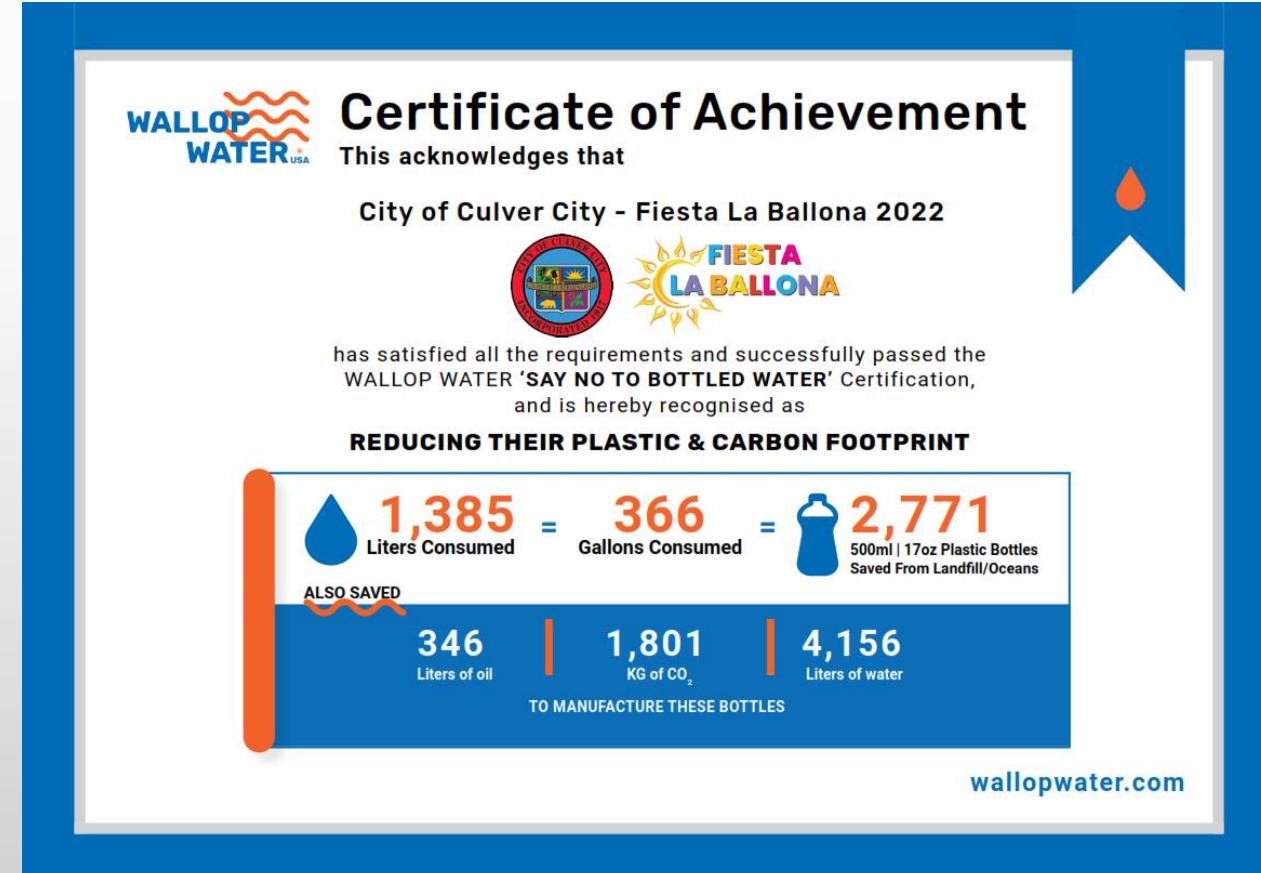 WALLOP
WATER USA
Certificate of Achievement
This acknowledges that
City of Culver City - Fiesta La Ballona 2022
CITY OF CULVER CITY
INCORPORATED 1917
FIESTA
LA BALLONA
has satisfied all the requirements and successfully passed the
WALLOP WATER ‘SAY NO TO BOTTLED WATER’ Certification,
and is hereby recognised as
REDUCING THEIR PLASTIC & CARBON FOOTPRINT
1,385 = 366 = 2,771
Liters Consumed Gallons Consumed 500ml | 17oz Plastic Bottles
Saved From Landfill/Oceans
ALSO SAVED
346 1,801 4,156
Liters of oil KG of CO₂ Liters of water
TO MANUFACTURE THESE BOTTLES
wallopwater.com